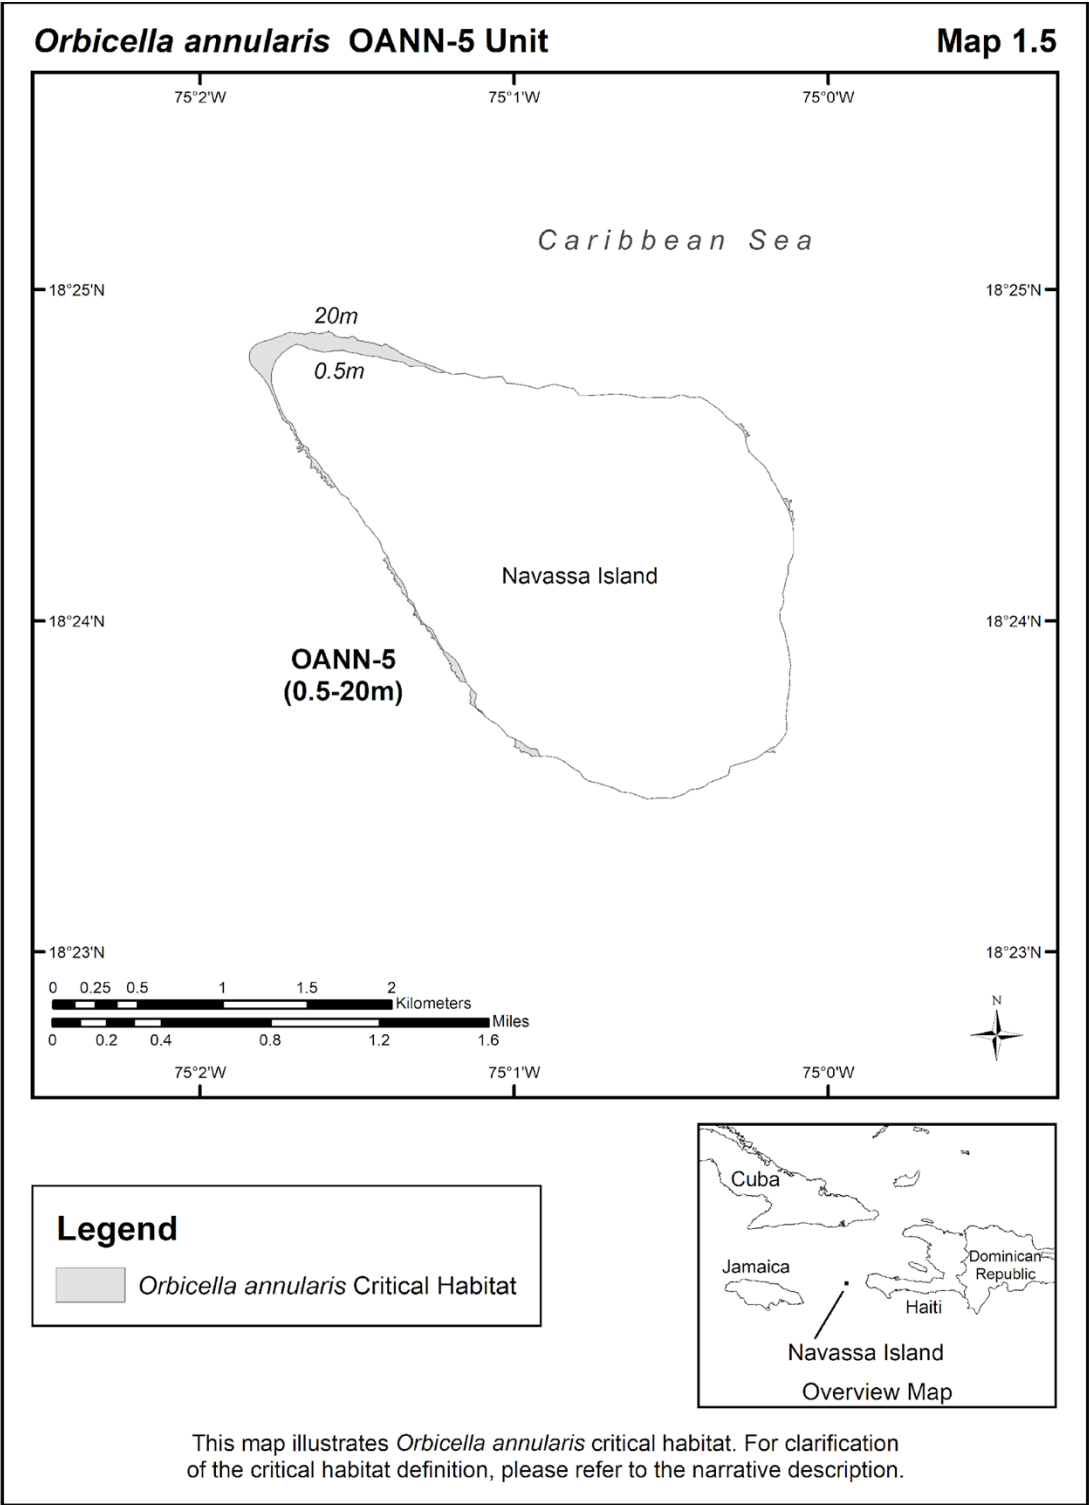 Orbicella annularis OANN-5 Unit
Map 1.5
75°2'W 75°1'W 75°0'W
Caribbean Sea
18°25'N 18°25'N
20m
0.5m
Navassa Island
18°24'N 18°24'N
OANN-5
(0.5-20m)
18°23'N 18°23'N
0 0.25 0.5 1 1.5 2
Kilometers
Miles
0 0.2 0.4 0.8 1.2 1.6
N
75°2'W 75°1'W 75°0'W
Legend
Orbicella annularis Critical Habitat
Cuba
Jamaica
Dominican
Republic
Haiti
Navassa Island
Overview Map
This map illustrates Orbicella annularis critical habitat. For clarification
of the critical habitat definition, please refer to the narrative description.